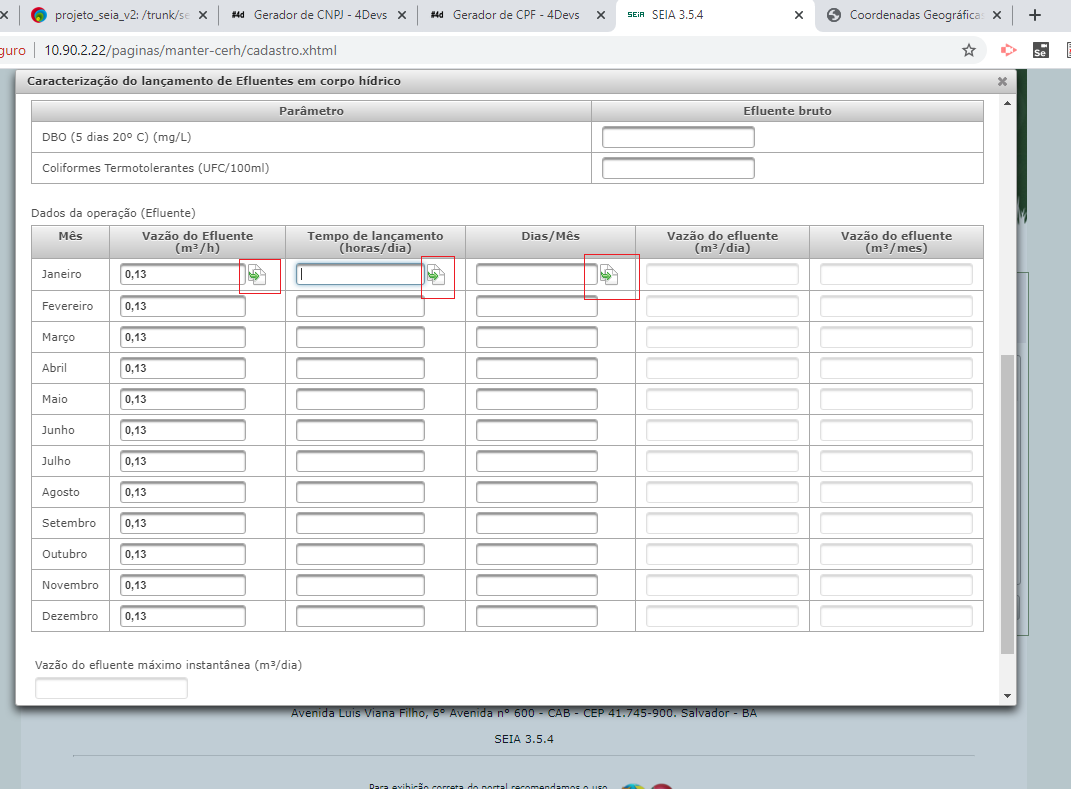 projeto_seia_v2: /trunk/se
#4d Gerador de CNPJ - 4Devs
#4d Gerador de CPF - 4Devs
SEIA SEIA 3.5.4
Coordenadas Geográficas
guro 10.90.2.22/paginas/manter-cerh/cadastro.xhtml
Se
Caracterização do lançamento de Efluentes em corpo hídrico
Parâmetro Efluente bruto
DBO (5 dias 20º C) (mg/L)
Coliformes Termotolerantes (UFC/100ml)
Dados da operação (Efluente)
Mês Vazão do Efluente (m³/h) Tempo de lançamento (horas/dia) Dias/Mês Vazão do efluente (m³/dia) Vazão do efluente (m³/mes)
Janeiro 0,13
Fevereiro 0,13
Março 0,13
Abril 0,13
Maio 0,13
Junho 0,13
Julho 0,13
Agosto 0,13
Setembro 0,13
Outubro 0,13
Novembro 0,13
Dezembro 0,13
Vazão do efluente máximo instantânea (m³/dia)
Avenida Luis Viana Filho, 6º Avenida nº 600 - CAB - CEP 41.745-900. Salvador - BA
SEIA 3.5.4
Para exibição correta do portal recomendamos o uso